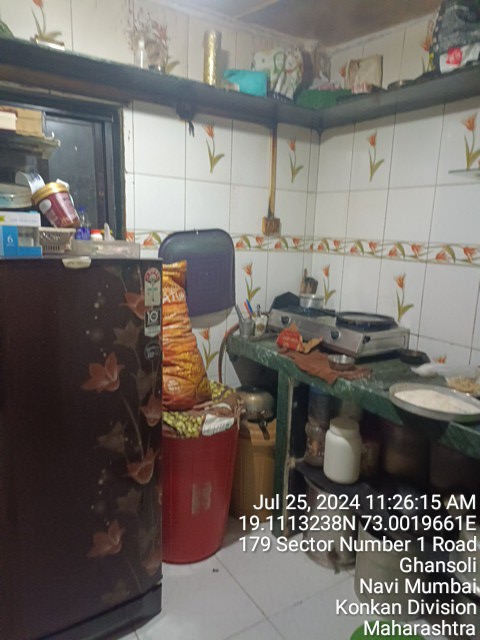 Jul 25, 2024 11:26:15 AM
19.1113238N 73.0019661E
179 Sector Number 1 Road
Ghansoli
Navi Mumbai
Konkan Division
Maharashtra